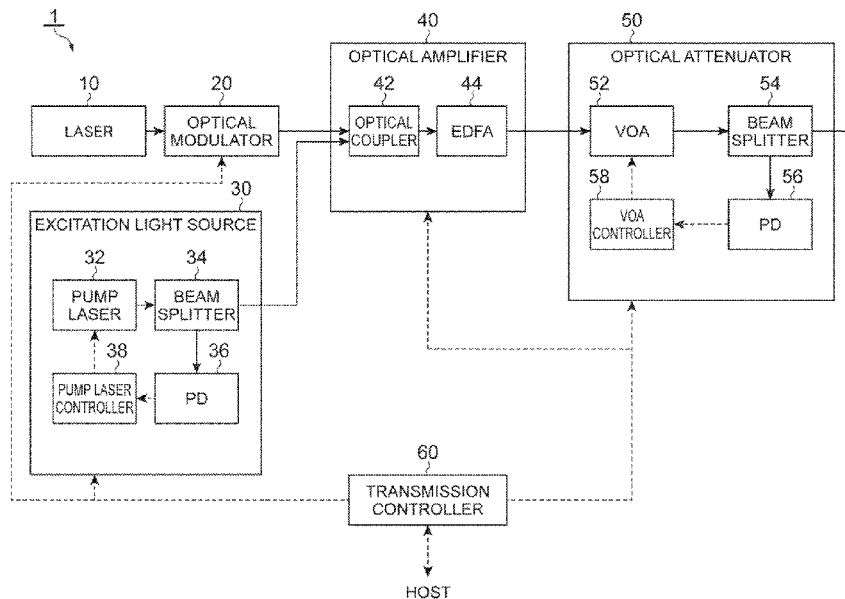 1
10
LASER
20
OPTICAL
MODULATOR
40
OPTICAL AMPLIFIER
42
OPTICAL
COUPLER
44
EDFA
50
OPTICAL ATTENUATOR
52
VOA
54
BEAM
SPLITTER
58
VOA
CONTROLLER
56
PD
30
EXCITATION LIGHT SOURCE
32
PUMP
LASER
34
BEAM
SPLITTER
38
PUMP LASER
CONTROLLER
36
PD
60
TRANSMISSION
CONTROLLER
HOST